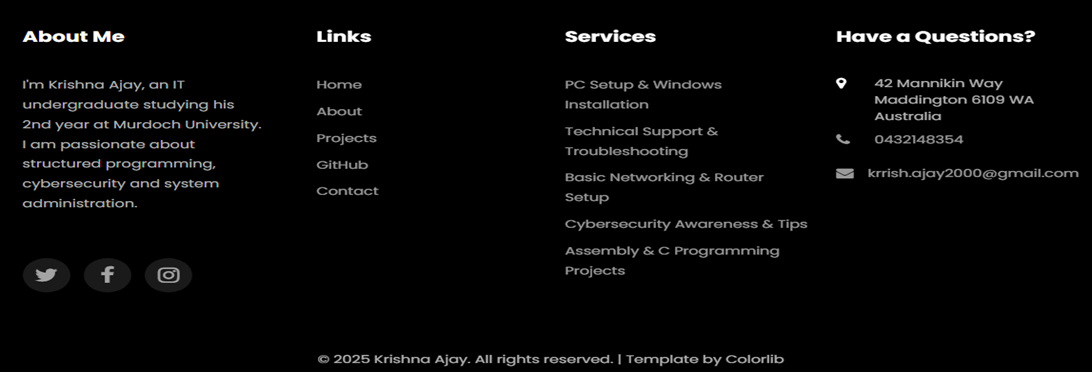 About Me
I'm Krishna Ajay, an IT
undergraduate studying his
2nd year at Murdoch University.
I am passionate about
structured programming,
cybersecurity and system
administration.
Links
Home
About
Projects
GitHub
Contact
Services
PC Setup & Windows
Installation
Technical Support &
Troubleshooting
Basic Networking & Router
Setup
Cybersecurity Awareness & Tips
Assembly & C Programming
Projects
Have a Questions?
42 Mannikin Way
Maddington 6109 WA
Australia
0432148354
krrish.ajay2000@gmail.com
© 2025 Krishna Ajay. All rights reserved. | Template by Colorlib